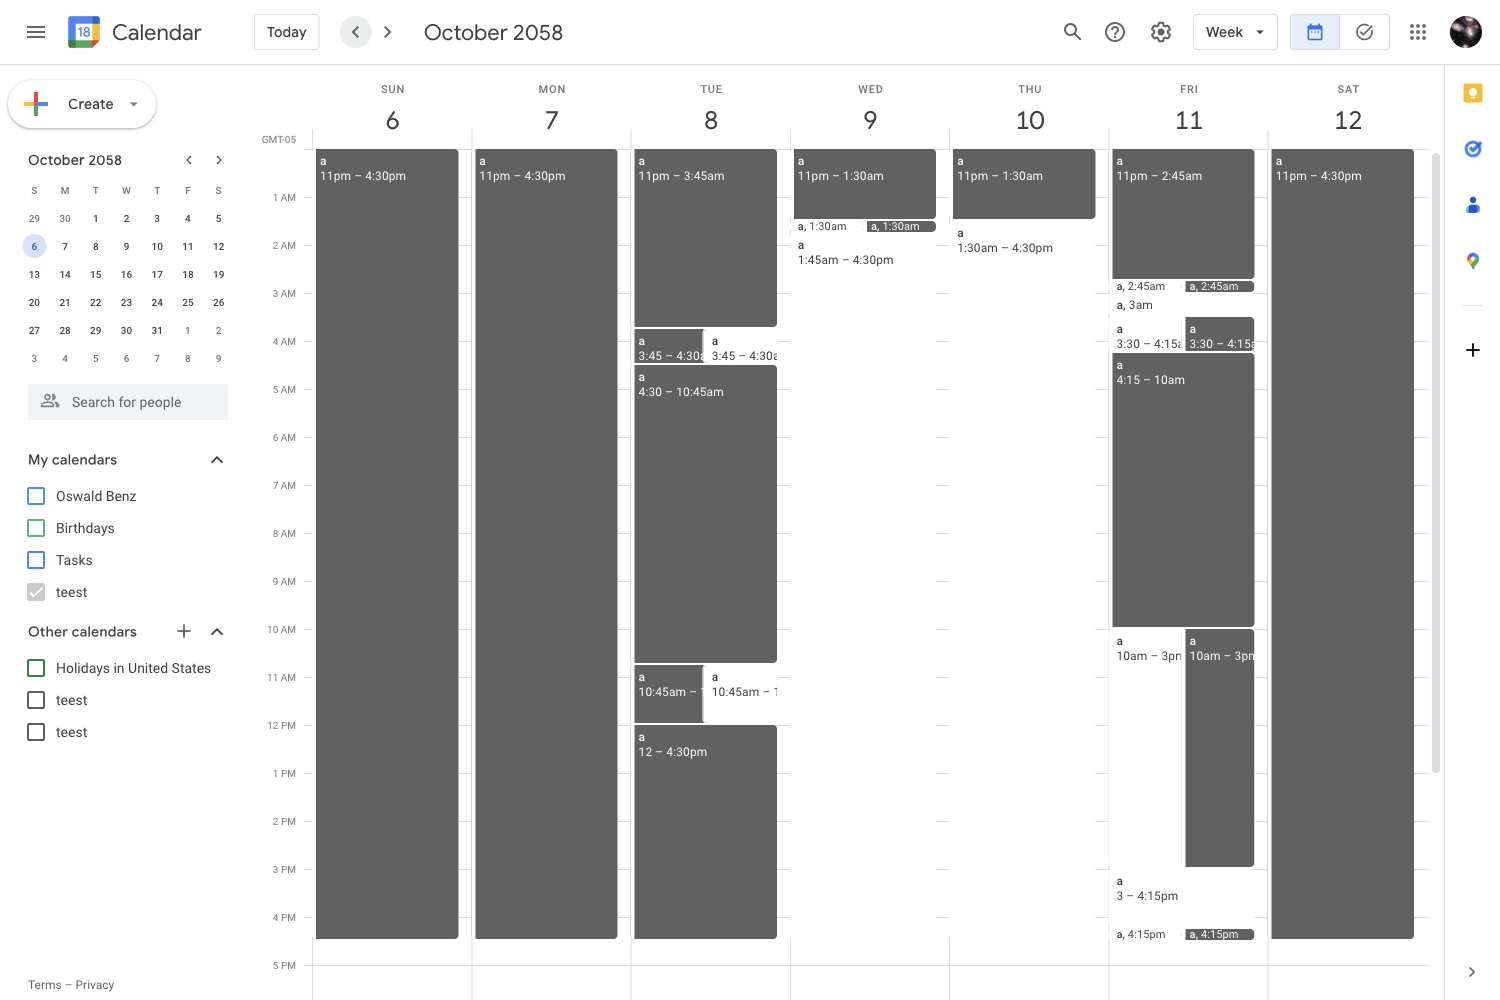 18 Calendar Today October 2058 Week
Create
October 2058
S M T W T F S
29 30 1 2 3 4 5
6 7 8 9 10 11 12
13 14 15 16 17 18 19
20 21 22 23 24 25 26
27 28 29 30 31 1 2
3 4 5 6 7 8 9
Search for people
My calendars
Oswald Benz
Birthdays
Tasks
teest
Other calendars
Holidays in United States
teest
teest
Terms – Privacy
SUN MON TUE WED THU FRI SAT
6 7 8 9 10 11 12
GMT-05
1 AM
2 AM
3 AM
4 AM
5 AM
6 AM
7 AM
8 AM
9 AM
10 AM
11 AM
12 PM
1 PM
2 PM
3 PM
4 PM
5 PM
a
11pm – 4:30pm
a
11pm – 4:30pm
a
11pm – 3:45am
a
3:45 – 4:30a
a
3:45 – 4:30a
a
4:30 – 10:45am
a
10:45am –
a
10:45am – 1
a
12 – 4:30pm
a
11pm – 1:30am
a, 1:30am
a, 1:30am
a
1:45am – 4:30pm
a
11pm – 1:30am
a
1:30am – 4:30pm
a
11pm – 2:45am
a, 2:45am
a, 2:45am
a, 3am
a
3:30 – 4:15a
a
3:30 – 4:15a
a
4:15 – 10am
a
10am – 3pm
a
10am – 3pm
a
3 – 4:15pm
a, 4:15pm
a, 4:15pm
a
11pm – 4:30pm